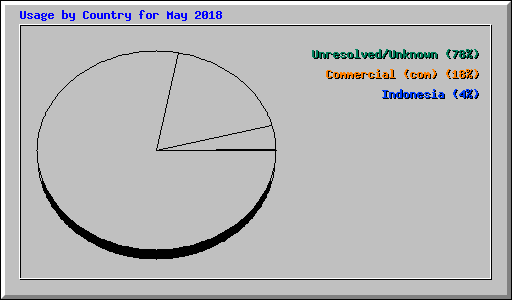 Usage by Country for May 2018
Unresolved/Unknown (78%)
Commercial (com) (18%)
Indonesia (4%)